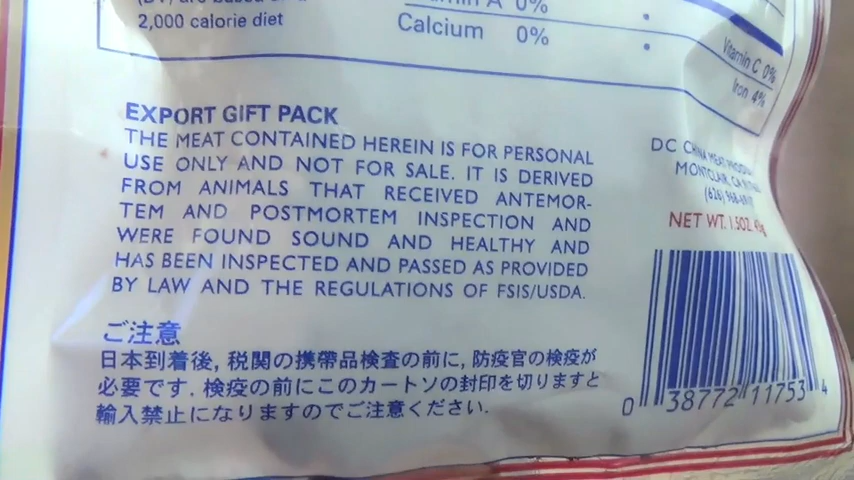 2,000 calorie diet
0%
Calcium 0%
Vitamin C 0%
Iron 4%
EXPORT GIFT PACK
THE MEAT CONTAINED HEREIN IS FOR PERSONAL
USE ONLY AND NOT FOR SALE. IT IS DERIVED
FROM ANIMALS THAT RECEIVED ANTEMOR-
TEM AND POSTMORTEM INSPECTION AND
WERE FOUND SOUND AND HEALTHY AND
HAS BEEN INSPECTED AND PASSED AS PROVIDED
BY LAW AND THE REGULATIONS OF FSIS/USDA.
ご注意
日本到着後, 税関の携帯品検査の前に, 防疫官の検疫が
必要です. 検疫の前にこのカートソの封印を切りますと
輸入禁止になりますのでご注意ください.
DC CHINA MEAT
MONTCLAIR, CA
(626)
NET WT. 1.5OZ.
0 38772 11753 4